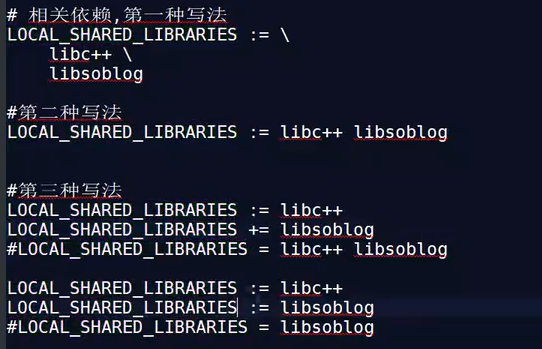 # 相关依赖,第一种写法
LOCAL_SHARED_LIBRARIES := \
    libc++ \
    libsoblog
#第二种写法
LOCAL_SHARED_LIBRARIES := libc++ libsoblog
#第三种写法
LOCAL_SHARED_LIBRARIES := libc++
LOCAL_SHARED_LIBRARIES += libsoblog
#LOCAL_SHARED_LIBRARIES = libc++ libsoblog
LOCAL_SHARED_LIBRARIES := libc++
LOCAL_SHARED_LIBRARIES := libsoblog
#LOCAL_SHARED_LIBRARIES = libsoblog